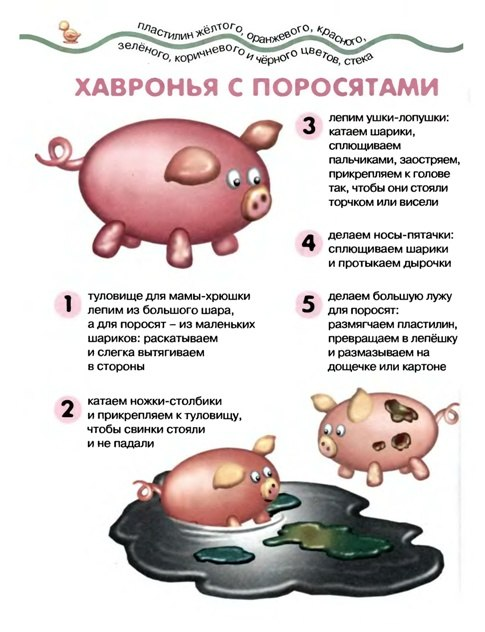 пластилин жёлтого, оранжевого, красного,
зелёного, коричневого и чёрного цветов, стека
ХАВРОНЬЯ С ПОРОСЯТАМИ
1
туловище для мамы-хрюшки
лепим из большого шара,
а для поросят – из маленьких
шариков: раскатываем
и слегка вытягиваем
в стороны
2
катаем ножки-столбики
и прикрепляем к туловищу,
чтобы свинки стояли
и не падали
3
лепим ушки-лопушки:
катаем шарики,
сплющиваем
пальчиками, заостряем,
прикрепляем к голове
так, чтобы они стояли
торчком или висели
4
делаем носы-пятачки:
сплющиваем шарики
и протыкаем дырочки
5
делаем большую лужу
для поросят:
размягчаем пластилин,
превращаем в лепёшку
и размазываем на
дощечке или картоне